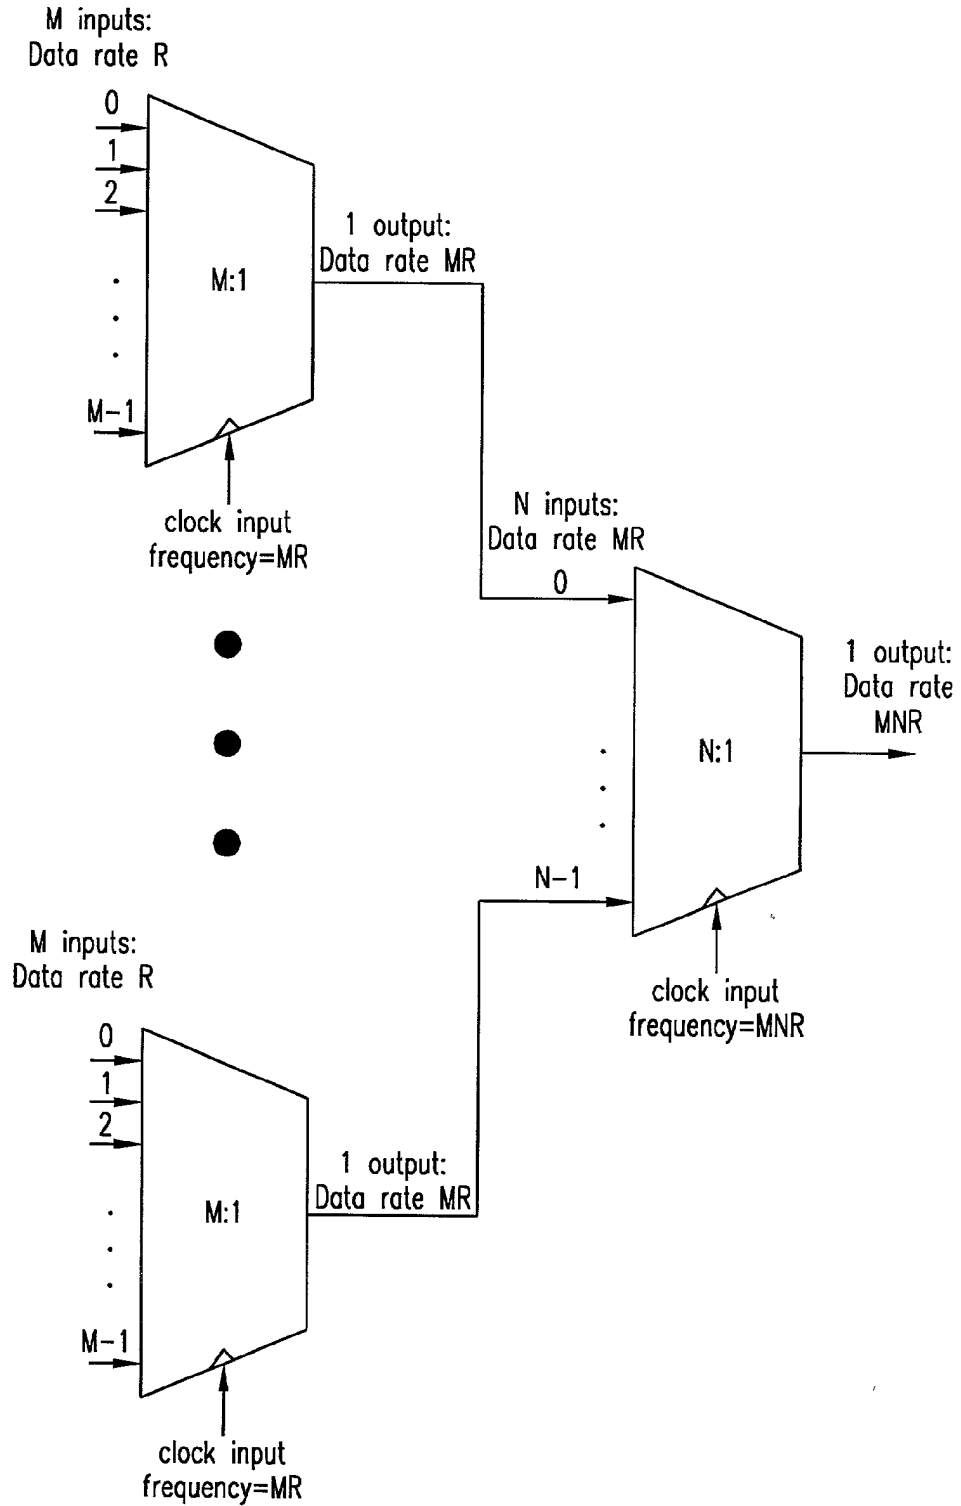 M inputs:
Data rate R
0
1
2
M-1
M:1
clock input
frequency=MR
1 output:
Data rate MR
N inputs:
Data rate MR
0
N-1
N:1
clock input
frequency=MNR
1 output:
Data rate
MNR
M inputs:
Data rate R
0
1
2
M-1
M:1
clock input
frequency=MR
1 output:
Data rate MR